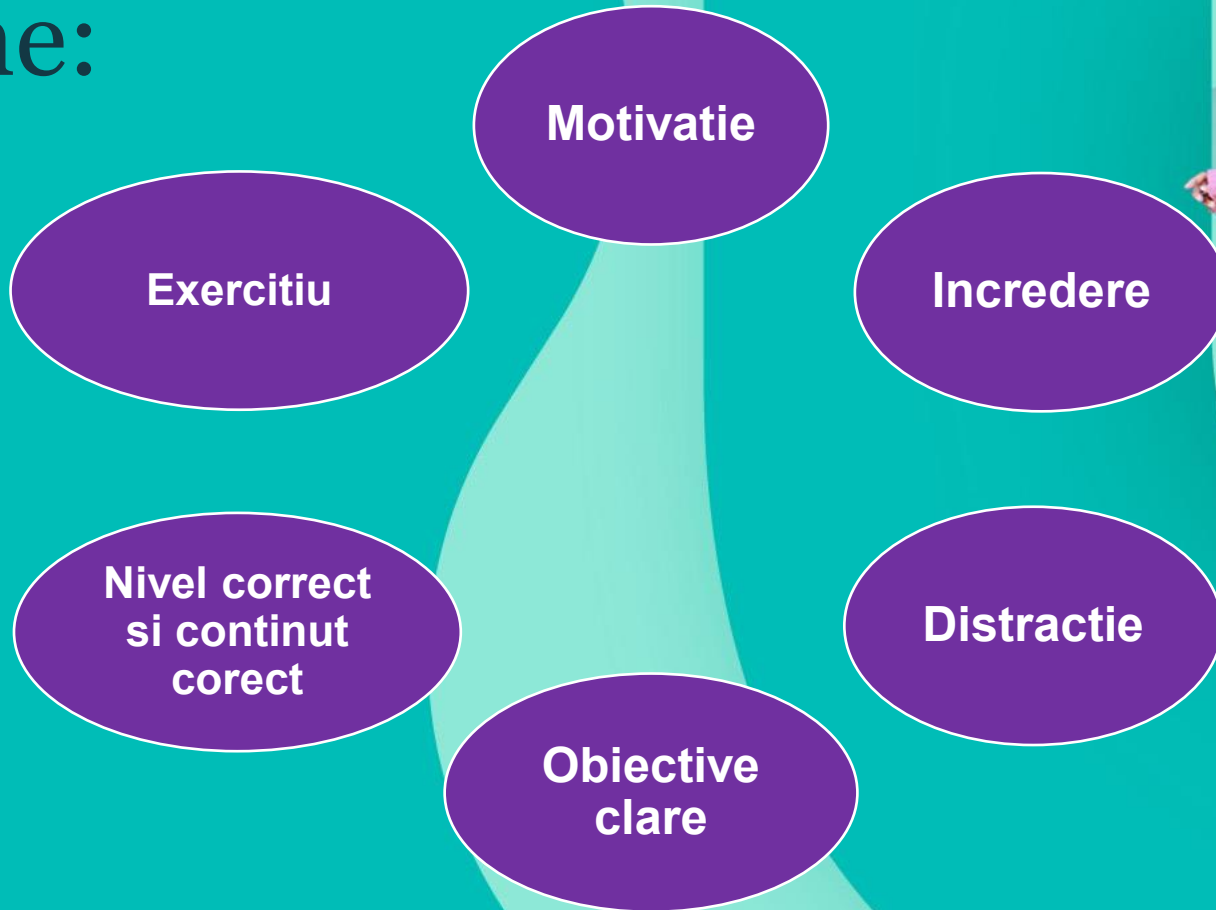 ne:
Motivatie
Exercitiu
Incredere
Nivel correct
si continut
corect
Distractie
Obiective
clare